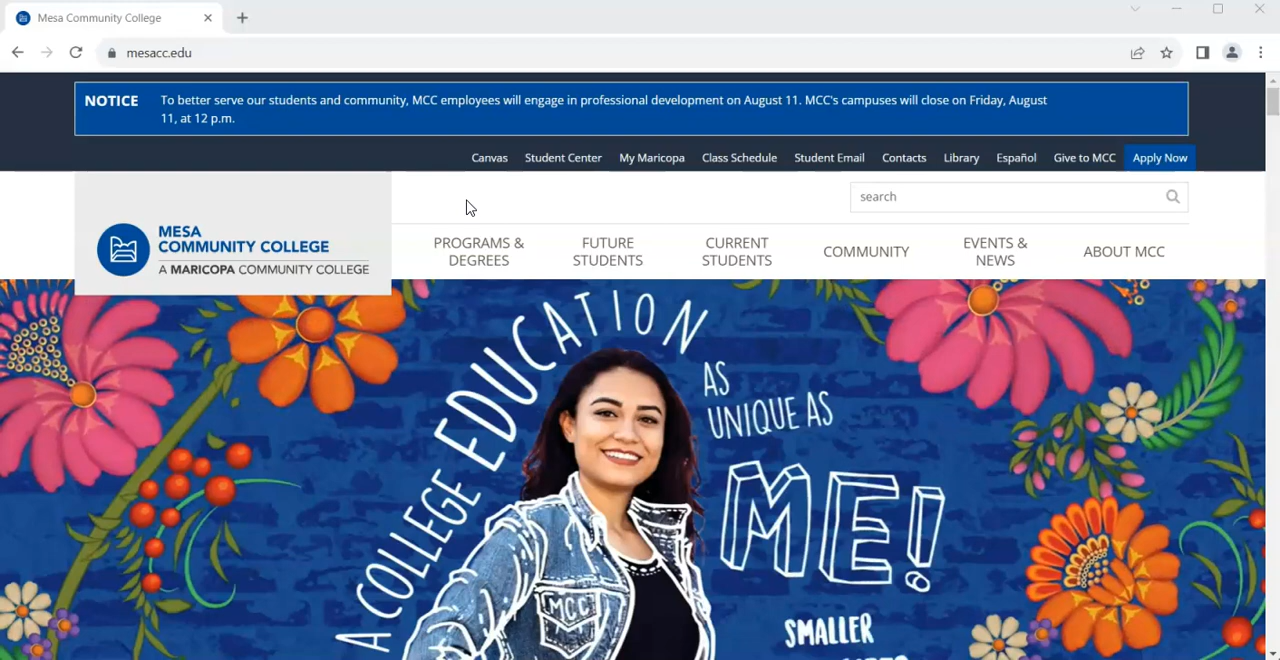 Mesa Community College
mesacc.edu
NOTICE To better serve our students and community, MCC employees will engage in professional development on August 11. MCC's campuses will close on Friday, August
11, at 12 p.m.
Canvas Student Center My Maricopa Class Schedule Student Email Contacts Library Español Give to MCC Apply Now
search
MESA
COMMUNITY COLLEGE
A MARICOPA COMMUNITY COLLEGE
PROGRAMS &
DEGREES
FUTURE
STUDENTS
CURRENT
STUDENTS
COMMUNITY
EVENTS &
NEWS
ABOUT MCC
A COLLEGE EDUCATION
AS
UNIQUE AS
ME!
MCC
SMALLER